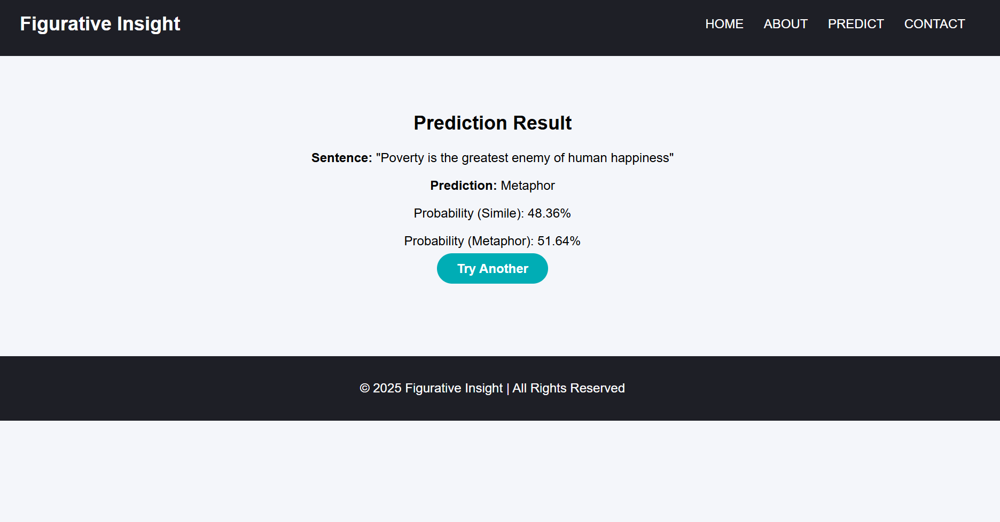 Figurative Insight
HOME ABOUT PREDICT CONTACT
Prediction Result
Sentence: "Poverty is the greatest enemy of human happiness"
Prediction: Metaphor
Probability (Simile): 48.36%
Probability (Metaphor): 51.64%
Try Another
© 2025 Figurative Insight | All Rights Reserved